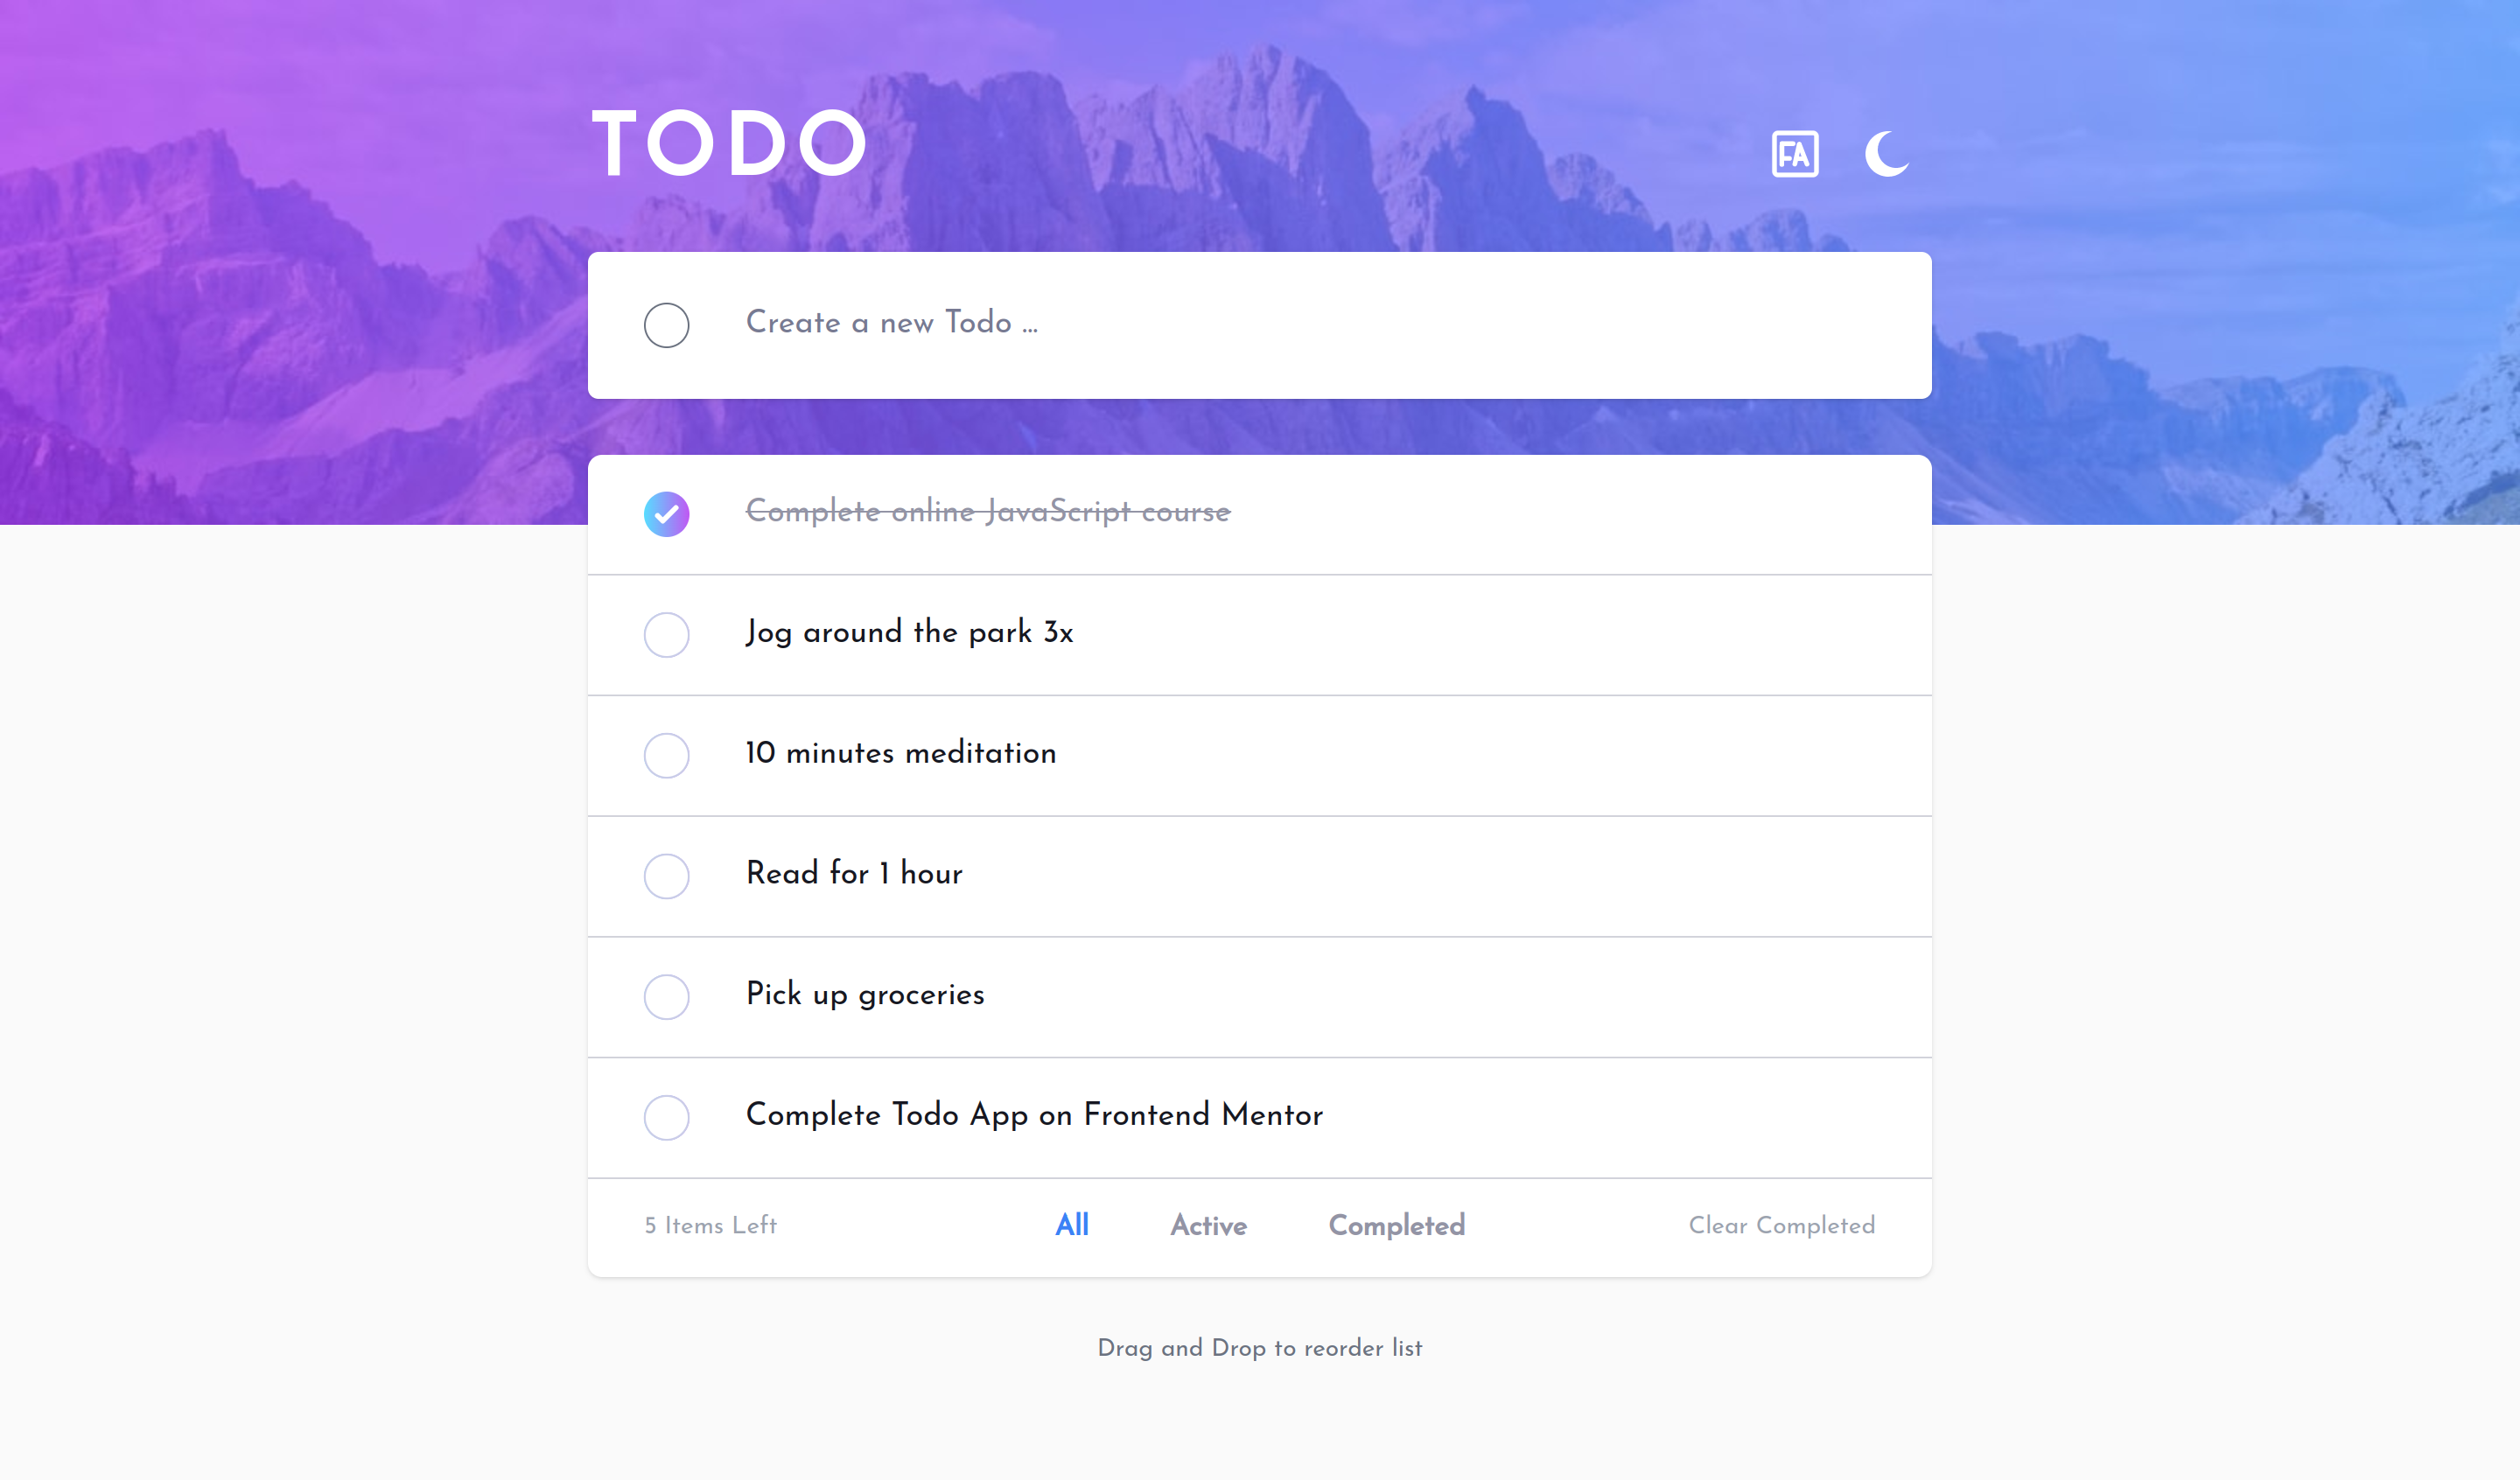 TODO
FA
Create a new Todo ...
Complete online JavaScript course
Jog around the park 3x
10 minutes meditation
Read for 1 hour
Pick up groceries
Complete Todo App on Frontend Mentor
5 Items Left All Active Completed Clear Completed
Drag and Drop to reorder list